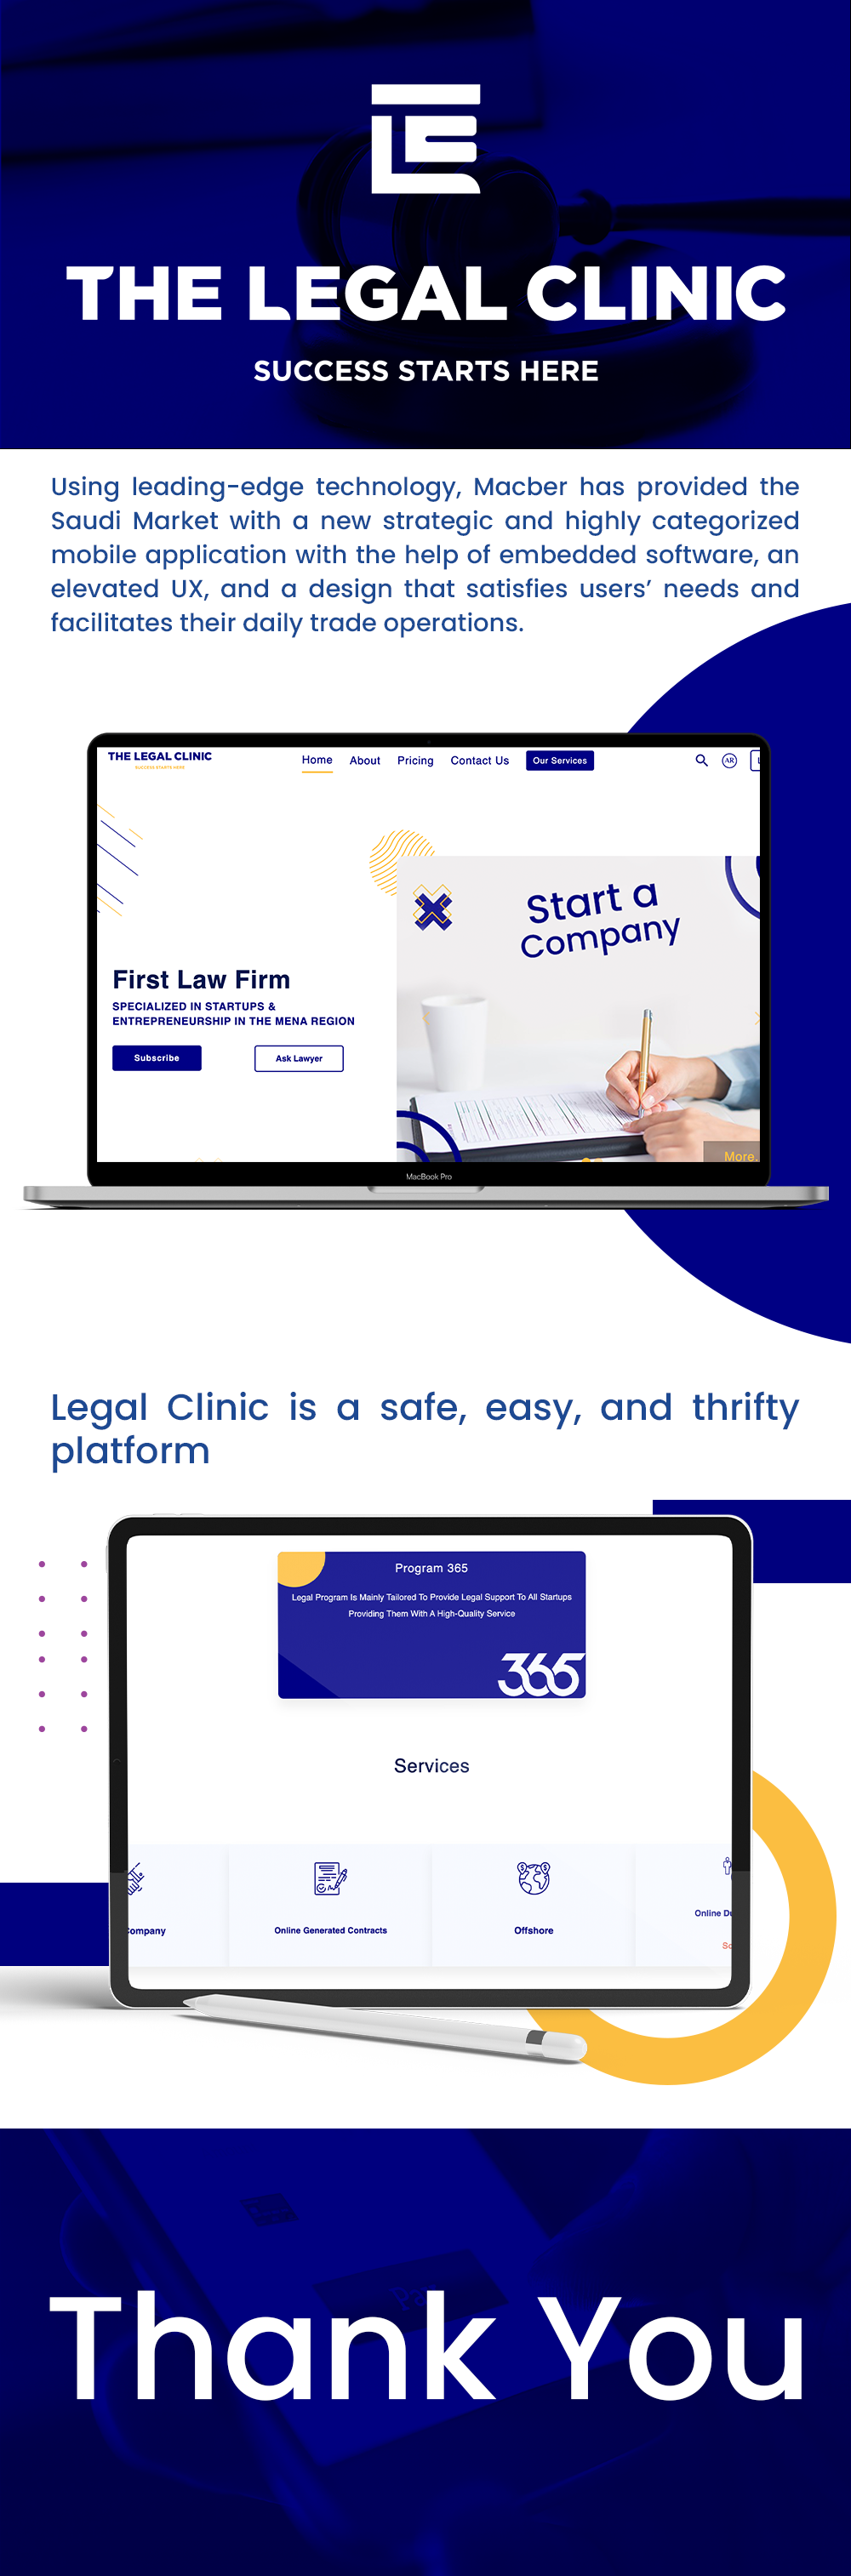 THE LEGAL CLINIC
SUCCESS STARTS HERE
Using leading-edge technology, Macber has provided the
Saudi Market with a new strategic and highly categorized
mobile application with the help of embedded software, an
elevated UX, and a design that satisfies users’ needs and
facilitates their daily trade operations.
THE LEGAL CLINIC
SUCCESS STARTS HERE
Home About Pricing Contact Us Our Services
AR
Start a
Company
First Law Firm
SPECIALIZED IN STARTUPS &
ENTREPRENEURSHIP IN THE MENA REGION
Subscribe Ask Lawyer
More.
MacBook Pro
Legal Clinic is a safe, easy, and thrifty
platform
Program 365
Legal Program Is Mainly Tailored To Provide Legal Support To All Startups
Providing Them With A High-Quality Service
365
Services
Company Online Generated Contracts Offshore Online
Thank You